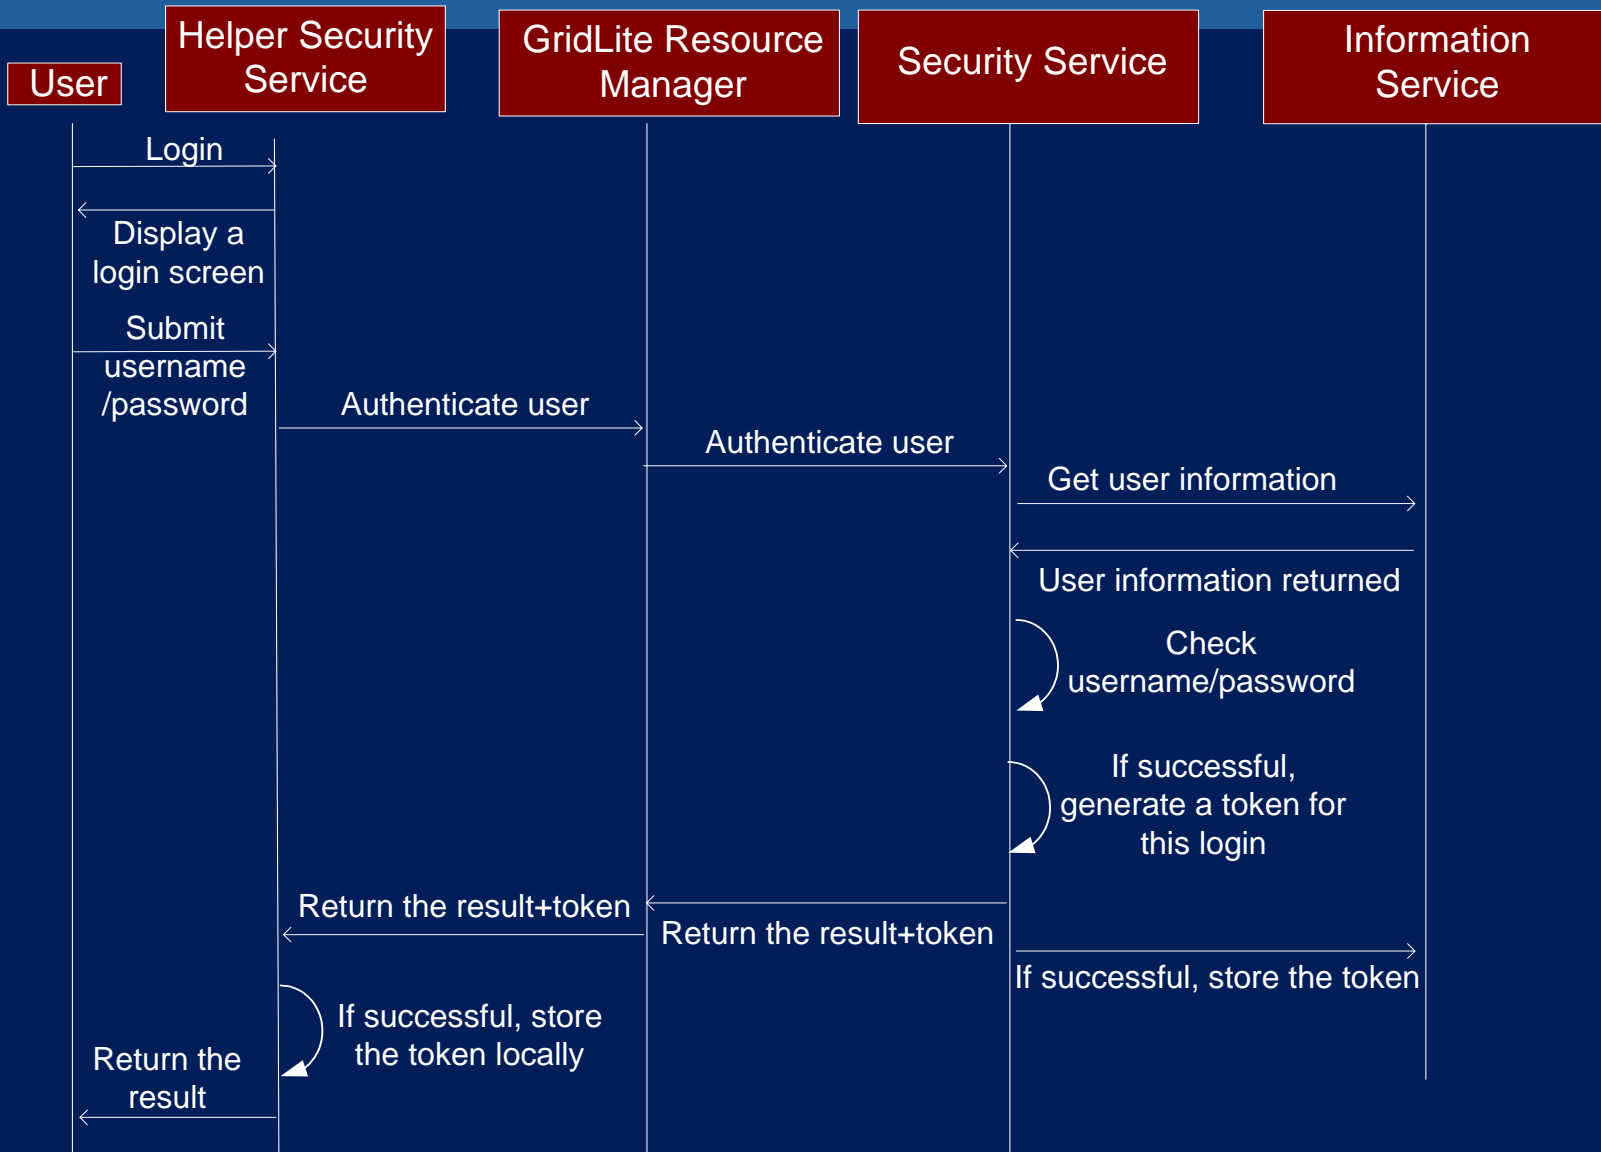 User
Helper Security
Service
GridLite Resource
Manager
Security Service
Information
Service
Login
Display a
login screen
Submit
username
/password
Authenticate user
Authenticate user
Get user information
User information returned
Check
username/password
If successful,
generate a token for
this login
Return the result+token
Return the result+token
If successful, store the token
If successful, store
the token locally
Return the
result